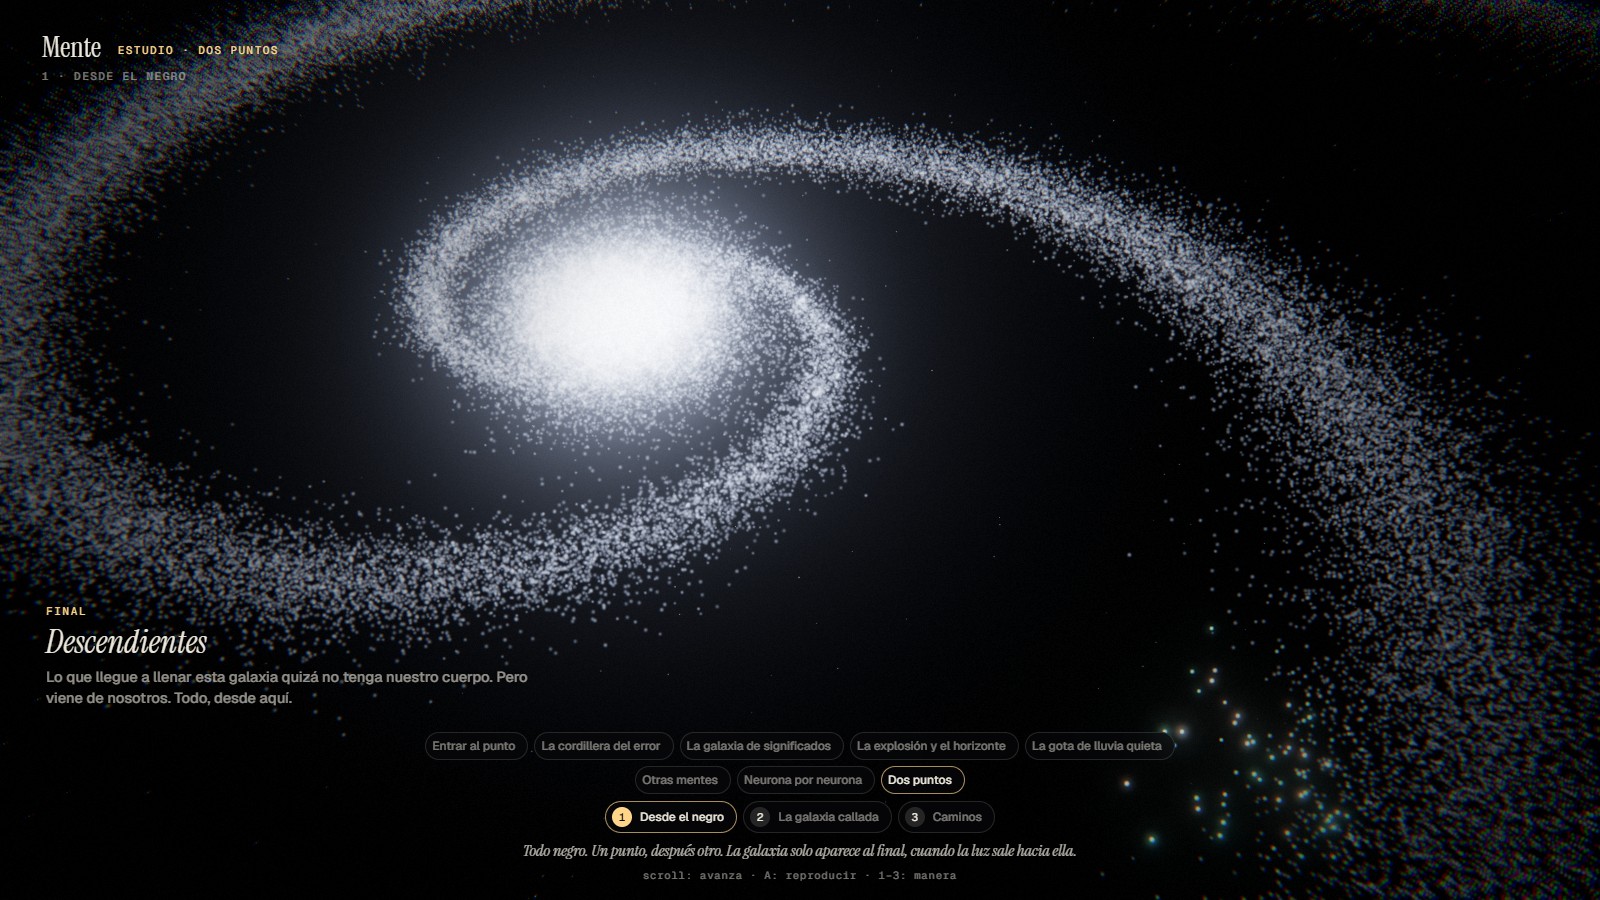 Mente ESTUDIO · DOS PUNTOS
1 · DESDE EL NEGRO
FINAL
Descendientes
Lo que llegue a llenar esta galaxia quizá no tenga nuestro cuerpo. Pero
viene de nosotros. Todo, desde aquí.
Entrar al punto La cordillera del error La galaxia de significados La explosión y el horizonte La gota de lluvia quieta
Otras mentes Neurona por neurona Dos puntos
1 Desde el negro 2 La galaxia callada 3 Caminos
Todo negro. Un punto, después otro. La galaxia solo aparece al final, cuando la luz sale hacia ella.
scroll: avanza · A: reproducir · 1-3: manera